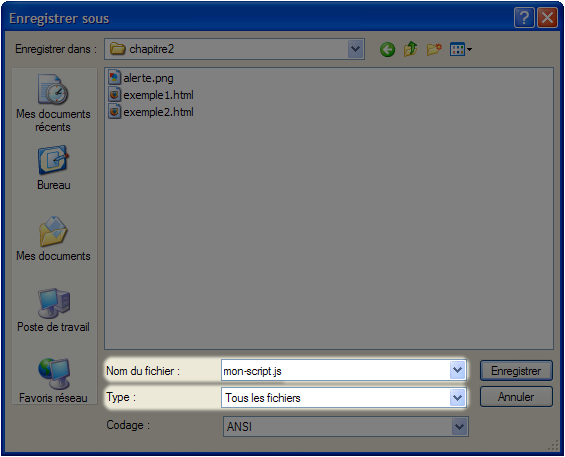 Enregistrer sous
Enregistrer dans : chapitre2
alerte.png
exemple1.html
exemple2.html
Mes documents
récents
Bureau
Mes documents
Poste de travail
Favoris réseau
Nom du fichier : mon-script.js Enregistrer
Type : Tous les fichiers Annuler
Codage : ANSI